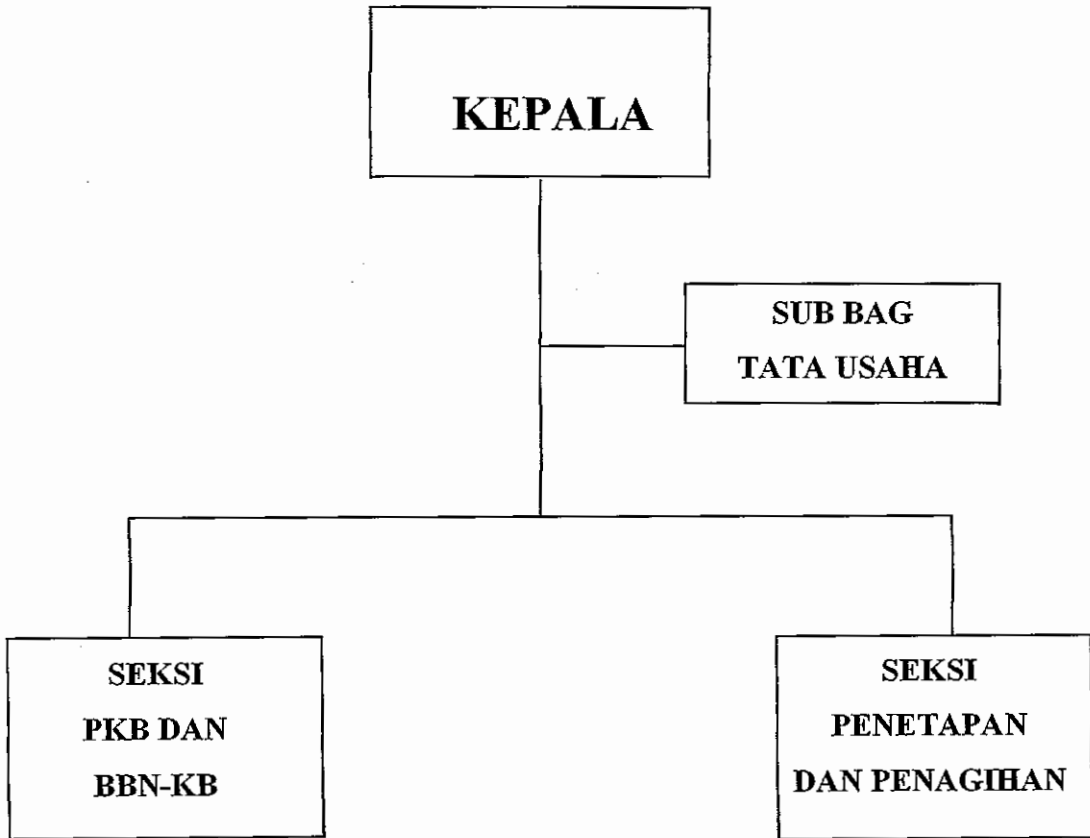 KEPALA
SUB BAG
TATA USAHA
SEKSI
PKB DAN
BBN-KB
SEKSI
PENETAPAN
DAN PENAGIHAN